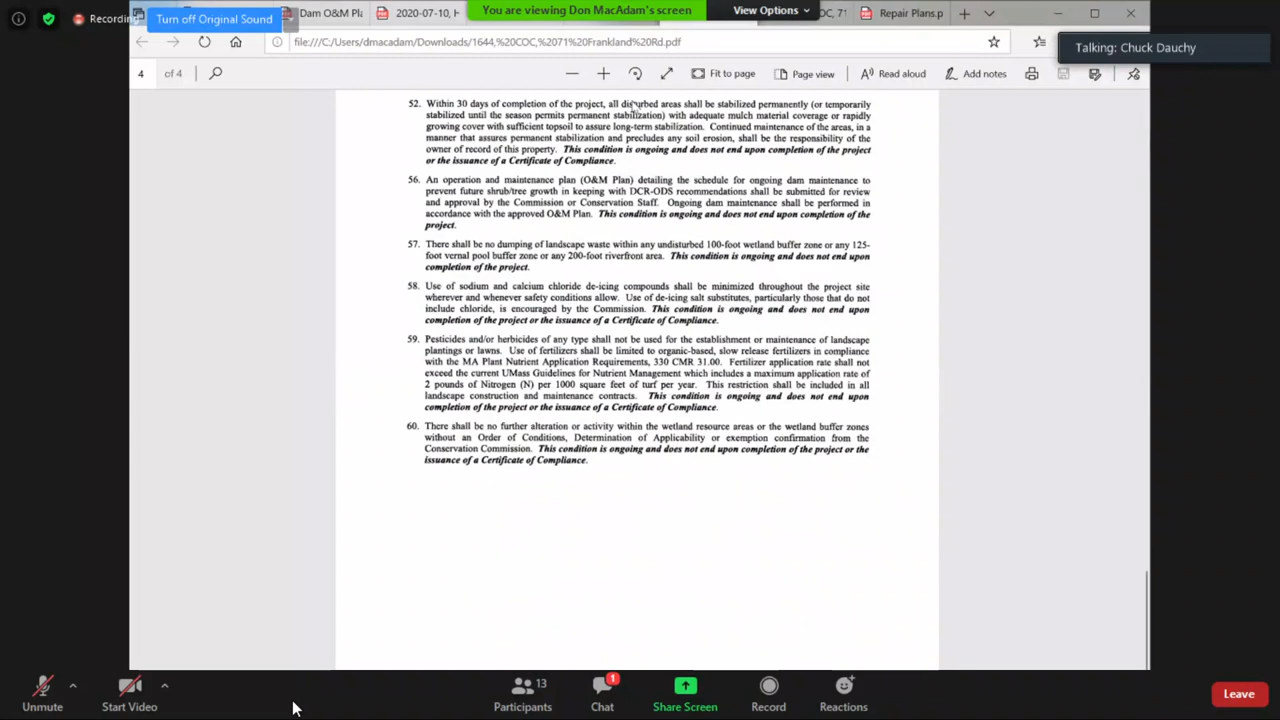 Recording
Turn off Original Sound
Dam O&M Pla
2020-07-10, H
You are viewing Don MacAdam's screen
View Options
OC, 7
Repair Plans.p
file:///C:/Users/dmacadam/Downloads/1644,%20COC,%2071%20Frankland%20Rd.pdf
Talking: Chuck Dauchy
4 of 4
Fit to page
Page view
Read aloud
Add notes
52. Within 30 days of completion of the project, all disturbed areas shall be stabilized permanently (or temporarily
stabilized until the season permits permanent stabilization) with adequate mulch material coverage or rapidly
growing cover with sufficient topsoil to assure long-term stabilization. Continued maintenance of the areas, in a
manner that assures permanent stabilization and precludes any soil erosion, shall be the responsibility of the
owner of record of this property. This condition is ongoing and does not end upon completion of the project
or the issuance of a Certificate of Compliance.
56. An operation and maintenance plan (O&M Plan) detailing the schedule for ongoing dam maintenance to
prevent future shrub/tree growth in keeping with DCR-ODS recommendations shall be submitted for review
and approval by the Commission or Conservation Staff. Ongoing dam maintenance shall be performed in
accordance with the approved O&M Plan. This condition is ongoing and does not end upon completion of the
project.
57. There shall be no dumping of landscape waste within any undisturbed 100-foot wetland buffer zone or any 125-
foot vernal pool buffer zone or any 200-foot riverfront area. This condition is ongoing and does not end upon
completion of the project.
58. Use of sodium and calcium chloride de-icing compounds shall be minimized throughout the project site
wherever and whenever safety conditions allow. Use of de-icing salt substitutes, particularly those that do not
include chloride, is encouraged by the Commission. This condition is ongoing and does not end upon
completion of the project or the issuance of a Certificate of Compliance.
59. Pesticides and/or herbicides of any type shall not be used for the establishment or maintenance of landscape
plantings or lawns. Use of fertilizers shall be limited to organic-based, slow release fertilizers in compliance
with the MA Plant Nutrient Application Requirements, 330 CMR 31.00. Fertilizer application rate shall not
exceed the current UMass Guidelines for Nutrient Management which includes a maximum application rate of
2 pounds of Nitrogen (N) per 1000 square feet of turf per year. This restriction shall be included in all
landscape construction and maintenance contracts. This condition is ongoing and does not end upon
completion of the project or the issuance of a Certificate of Compliance.
60. There shall be no further alteration or activity within the wetland resource areas or the wetland buffer zones
without an Order of Conditions, Determination of Applicability or exemption confirmation from the
Conservation Commission. This condition is ongoing and does not end upon completion of the project or the
issuance of a Certificate of Compliance.
Unmute
Start Video
13
Participants
1
Chat
Share Screen
Record
Reactions
Leave